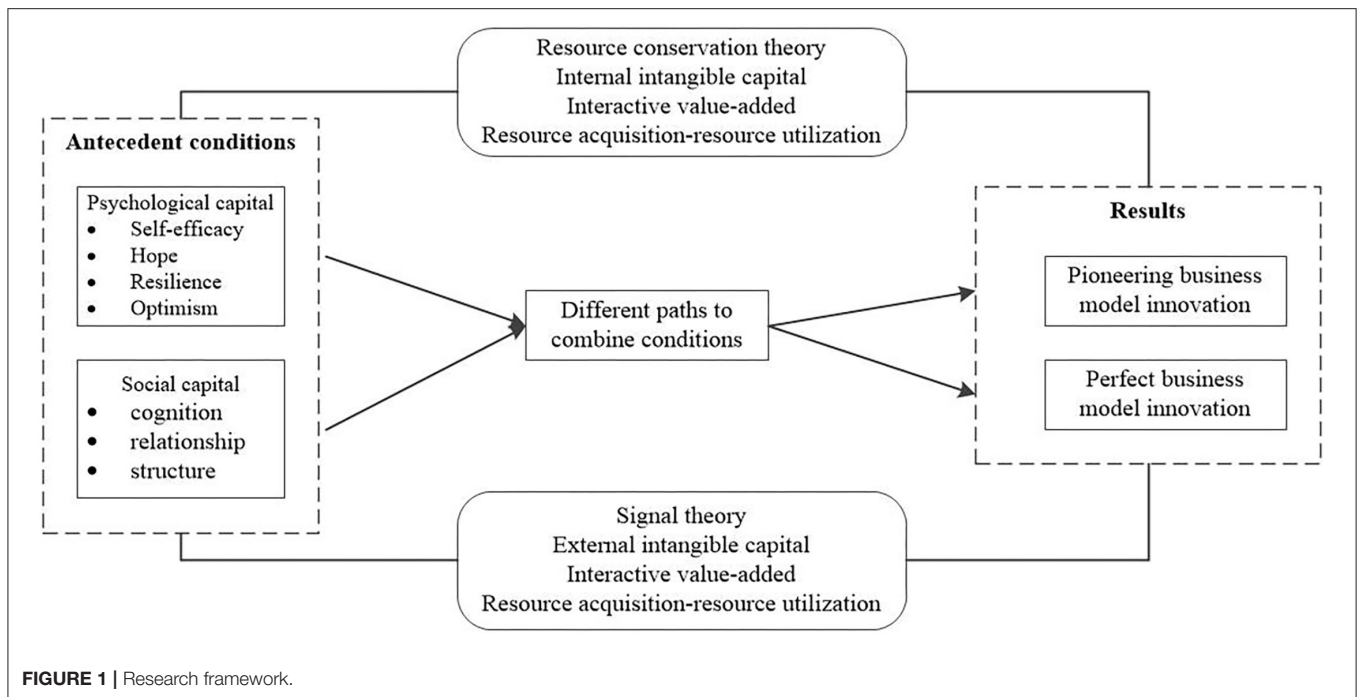 Resource conservation theory
Internal intangible capital
Interactive value-added
Resource acquisition-resource utilization
Antecedent conditions
Psychological capital
• Self-efficacy
• Hope
• Resilience
• Optimism
Social capital
• cognition
• relationship
• structure
Different paths to
combine conditions
Results
Pioneering business
model innovation
Perfect business
model innovation
Signal theory
External intangible capital
Interactive value-added
Resource acquisition-resource utilization
FIGURE 1 | Research framework.